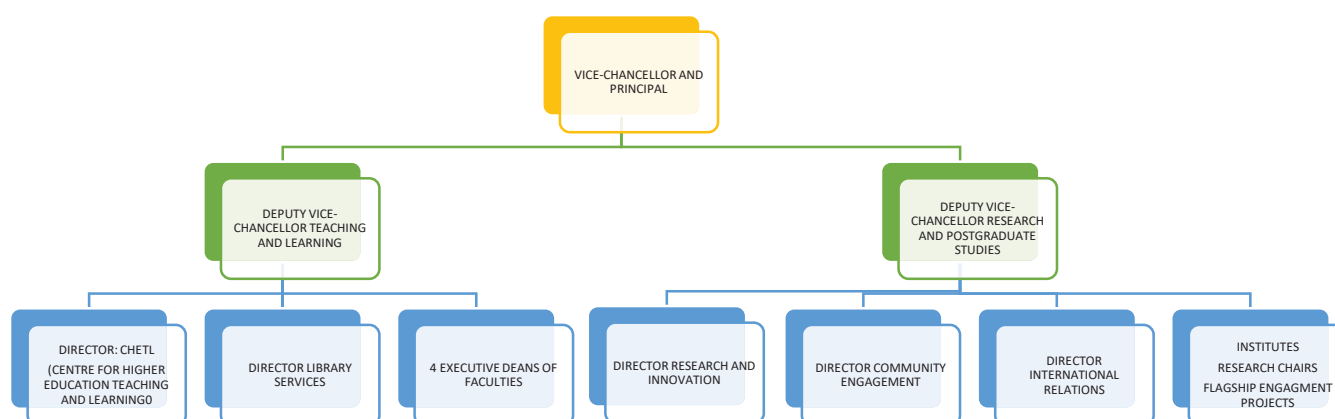 VICE-CHANCELLOR AND
PRINCIPAL
DEPUTY VICE-
CHANCELLOR TEACHING
AND LEARNING
DEPUTY VICE-
CHANCELLOR RESEARCH
AND POSTGRADUATE
STUDIES
DIRECTOR: CHETL
(CENTRE FOR HIGHER
EDUCATION TEACHING
AND LEARNING0
DIRECTOR LIBRARY
SERVICES
4 EXECUTIVE DEANS OF
FACULTIES
DIRECTOR RESEARCH AND
INNOVATION
DIRECTOR COMMUNITY
ENGAGEMENT
DIRECTOR
INTERNATIONAL
RELATIONS
INSTITUTES
RESEARCH CHAIRS
FLAGSHIP ENGAGMENT
PROJECTS